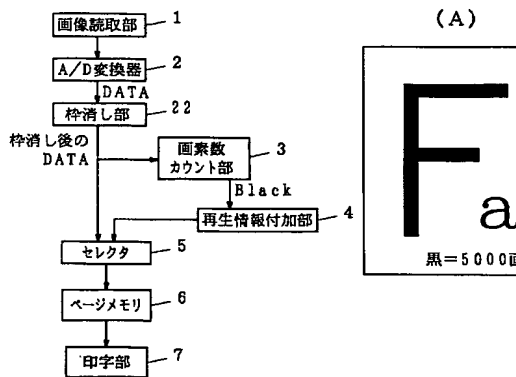 画像読取部
1
A/D変換器
2
DATA
枠消し部
22
枠消し後の
DATA
画素数
カウント部
3
Black
再生情報付加部
4
セレクタ
5
ページメモリ
6
印字部
7
(A)
F
a
黒=5000画